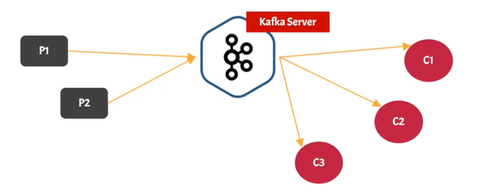 Kafka Server
P1
P2
C1
C2
C3